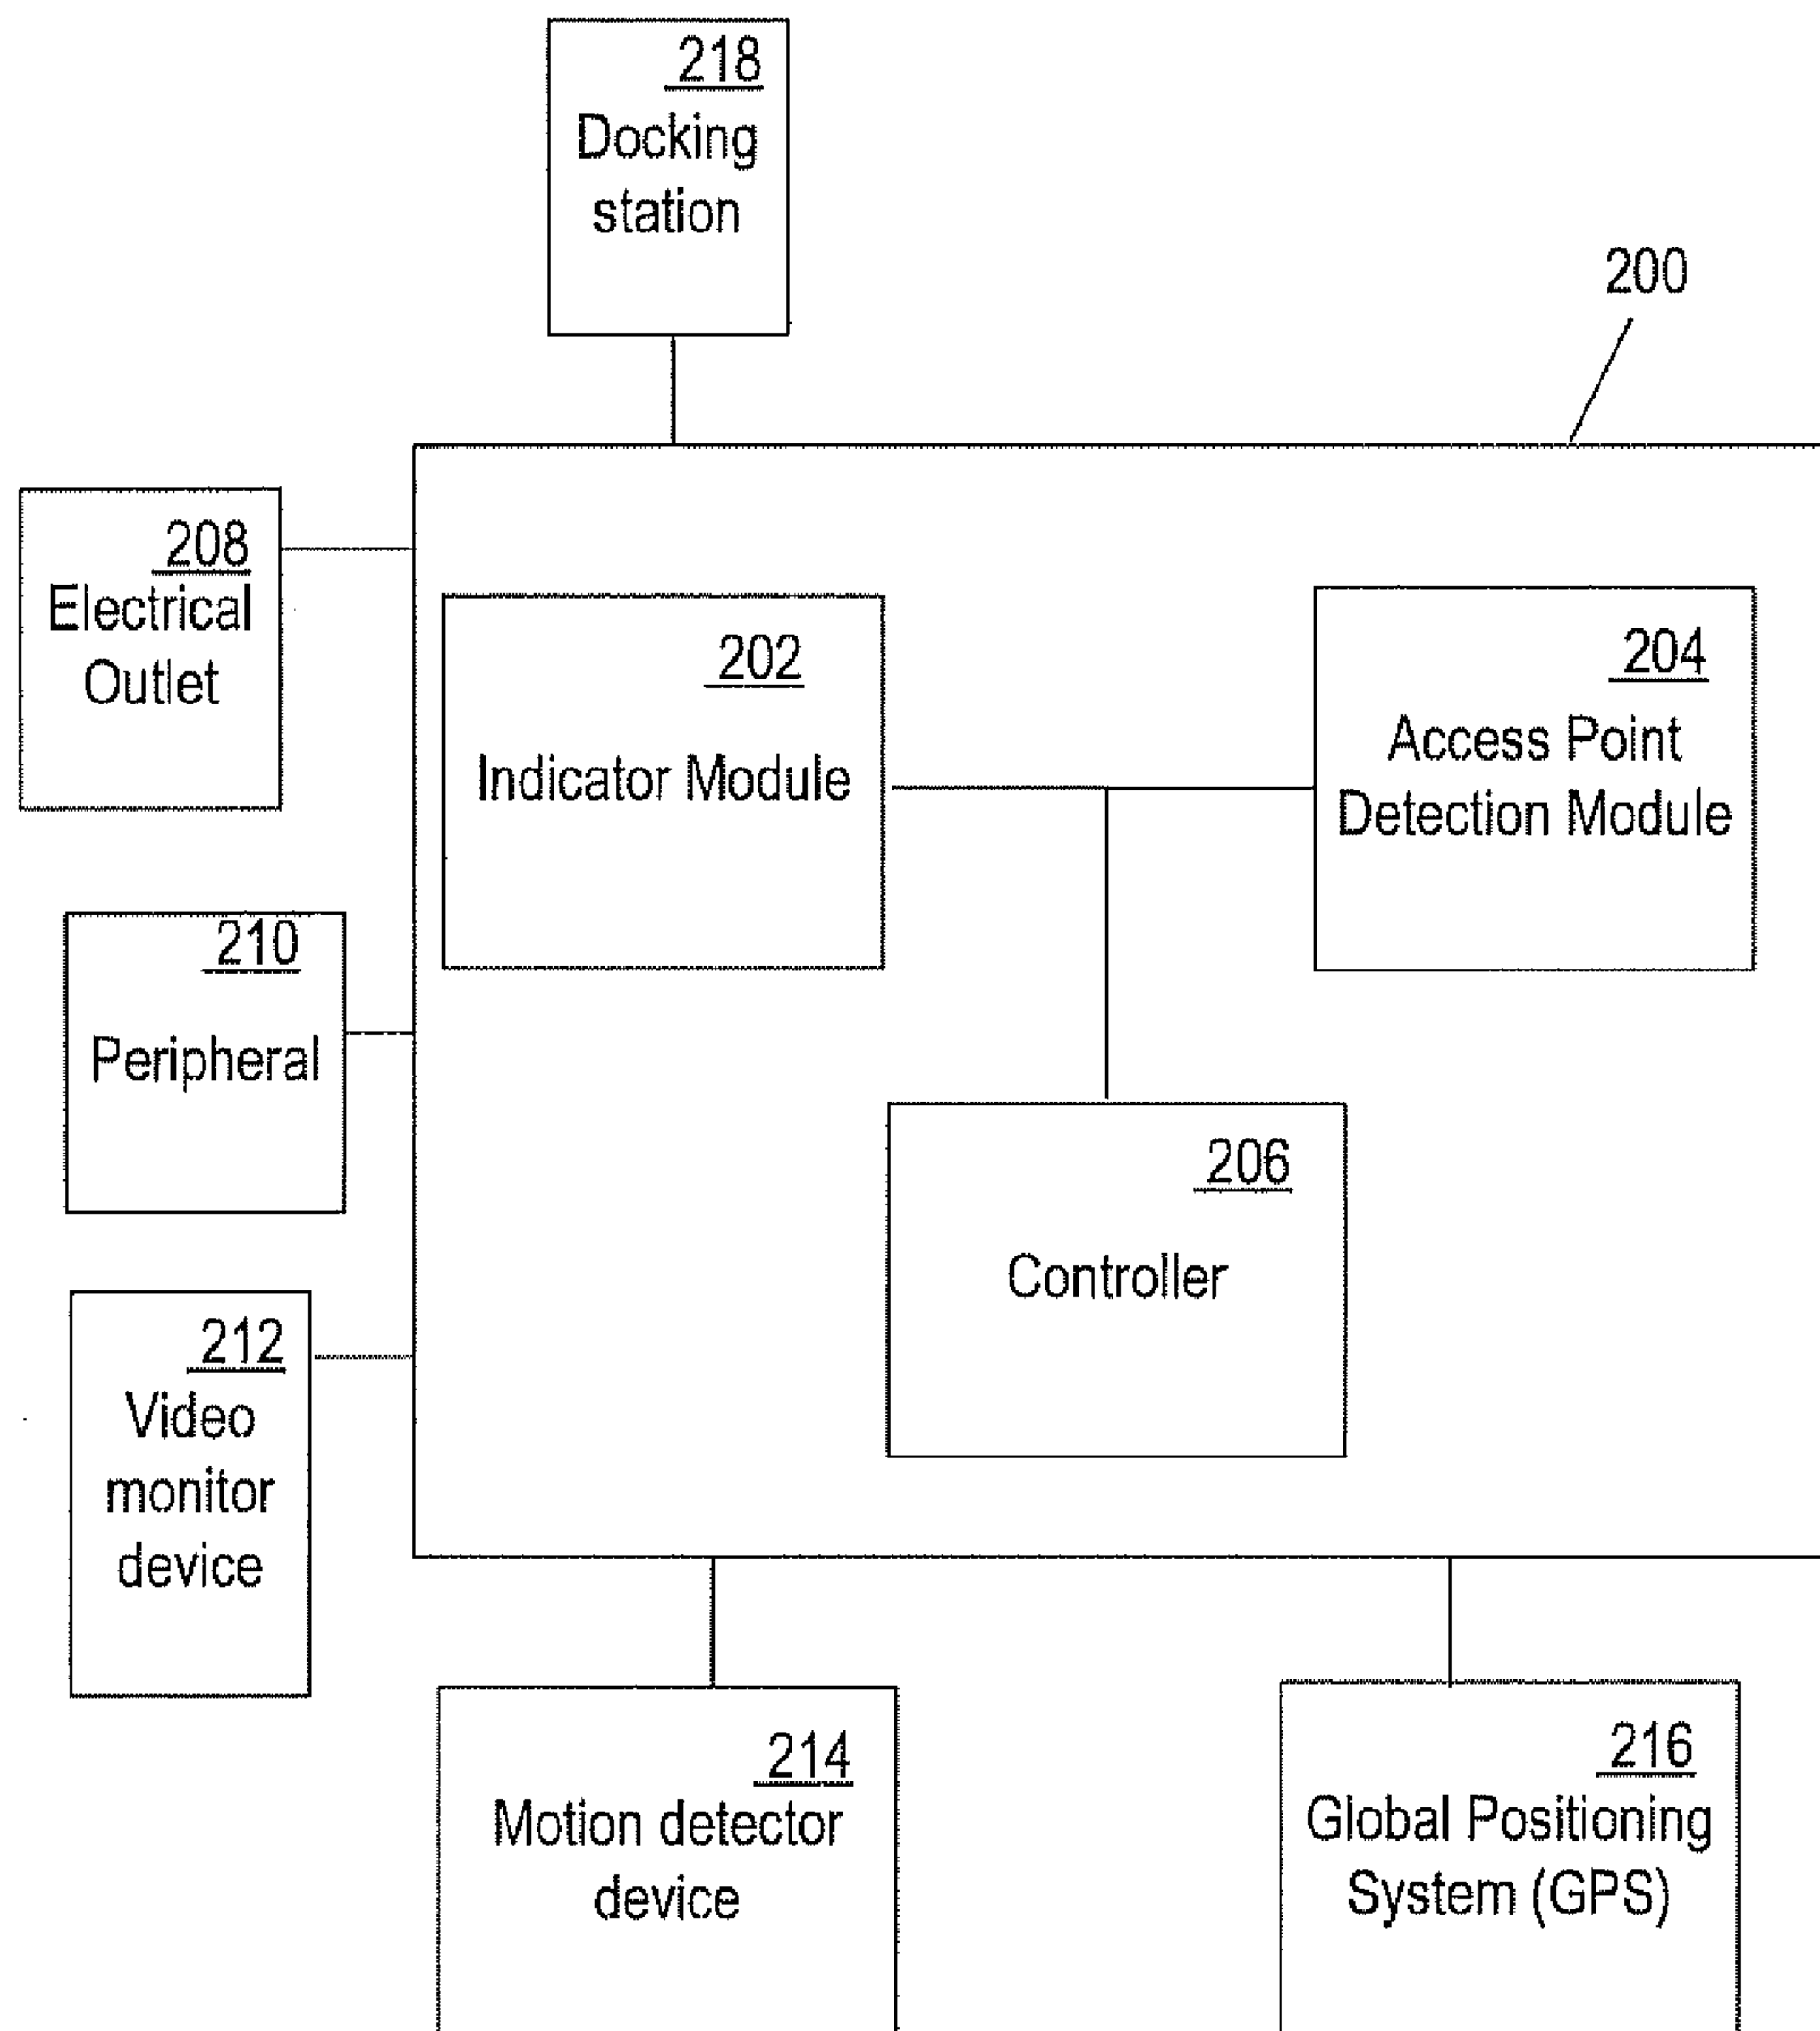 218
Docking
station
200
208
Electrical
Outlet
202
Indicator Module
204
Access Point
Detection Module
210
Peripheral
206
Controller
212
Video
monitor
device
214
Motion detector
device
216
Global Positioning
System (GPS)